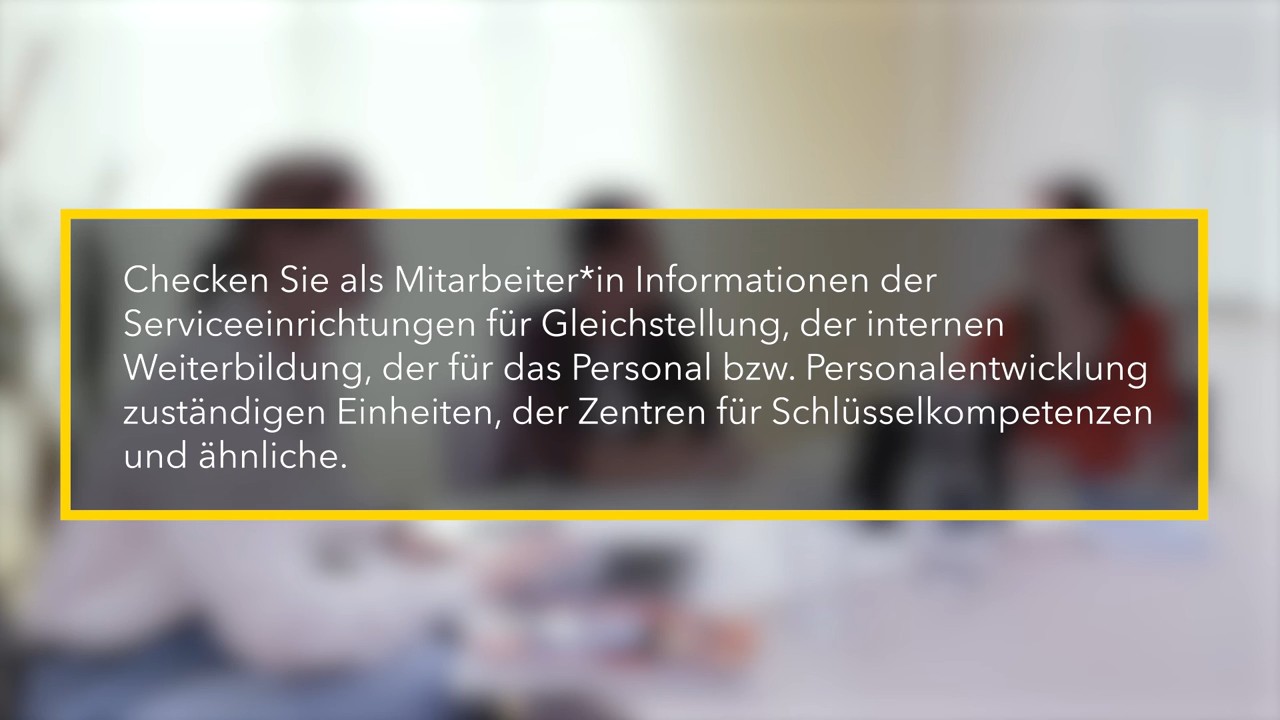 Checken Sie als Mitarbeiter*in Informationen der
Serviceeinrichtungen für Gleichstellung, der internen
Weiterbildung, der für das Personal bzw. Personalentwicklung
zuständigen Einheiten, der Zentren für Schlüsselkompetenzen
und ähnliche.